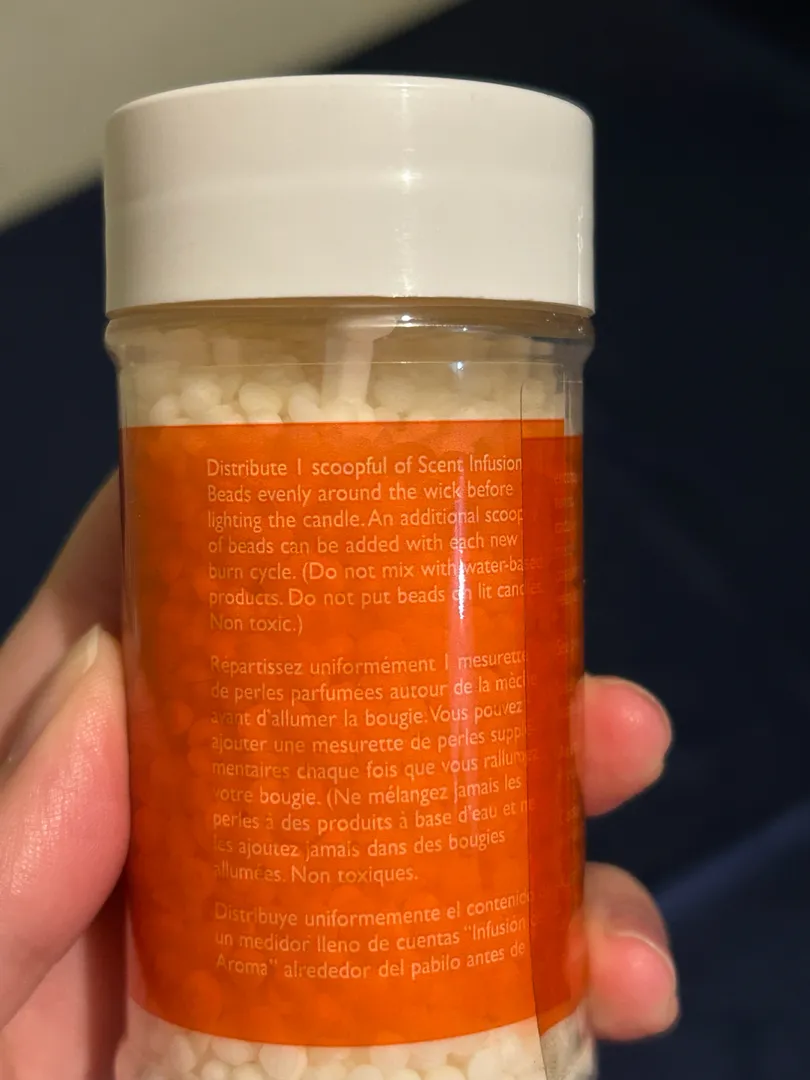 Distribute 1 scoopful of Scent Infusion
Beads evenly around the wick before
lighting the candle. An additional scoop
of beads can be added with each new
burn cycle. (Do not mix with water-based
products. Do not put beads on lit candles.
Non toxic.)
Répartissez uniformément 1 mesurette
de perles parfumées autour de la mèche
avant d'allumer la bougie. Vous pouvez
ajouter une mesurette de perles supplé-
mentaires chaque fois que vous rallumez
votre bougie. (Ne mélangez jamais les
perles à des produits à base d'eau et ne
les ajoutez jamais dans des bougies
allumées. Non toxiques.
Distribuye uniformemente el contenido
un medidor lleno de cuentas "Infusión
Aroma" alrededor del pabilo antes de